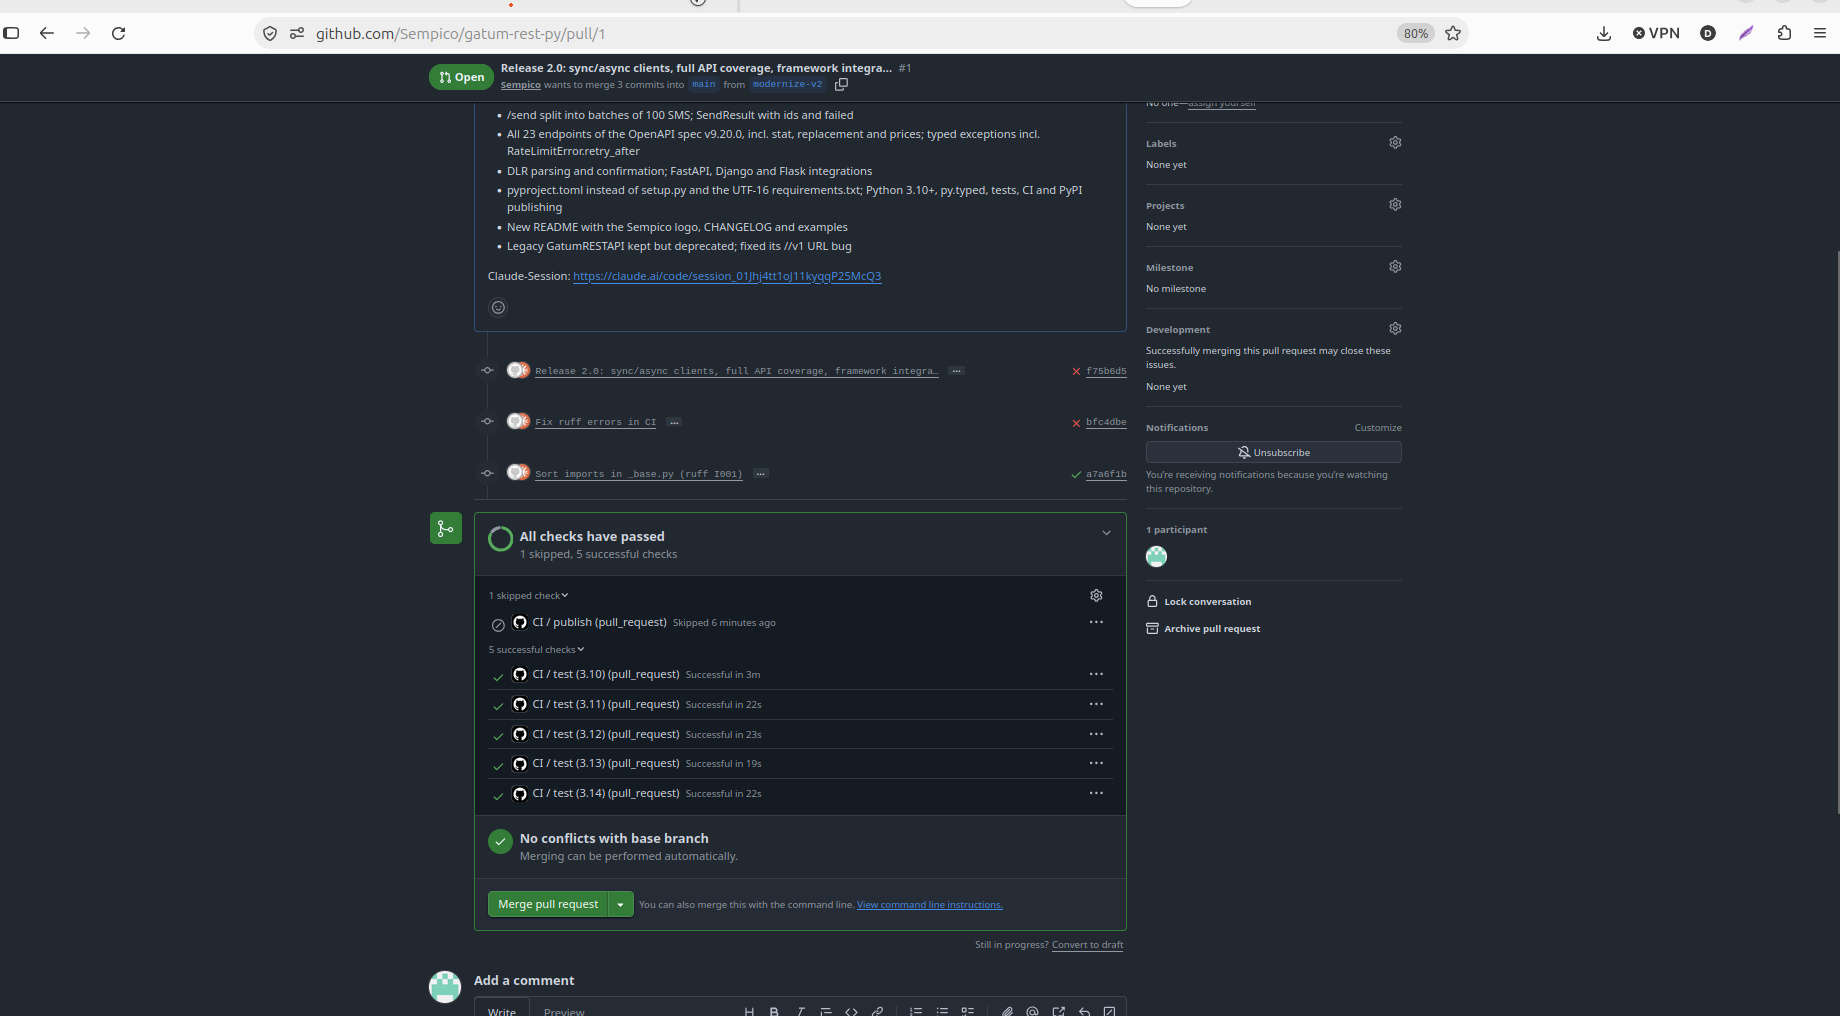 github.com/Sempico/gatum-rest-py/pull/1
80%
VPN
D
Open
Release 2.0: sync/async clients, full API coverage, framework integra... #1
Sempico wants to merge 3 commits into main from modernize-v2
No one—assign yourself
/send split into batches of 100 SMS; SendResult with ids and failed
All 23 endpoints of the OpenAPI spec v9.20.0, incl. stat, replacement and prices; typed exceptions incl.
RateLimitError.retry_after
DLR parsing and confirmation; FastAPI, Django and Flask integrations
pyproject.toml instead of setup.py and the UTF-16 requirements.txt; Python 3.10+, py.typed, tests, CI and PyPI
publishing
New README with the Sempico logo, CHANGELOG and examples
Legacy GatumRESTAPI kept but deprecated; fixed its //v1 URL bug
Claude-Session: https://claude.ai/code/session_01Jhj4tt1oJ11kyqqP25McQ3
Release 2.0: sync/async clients, full API coverage, framework integra… ...
f75b6d5
Fix ruff errors in CI ...
bfc4dbe
Sort imports in _base.py (ruff I001) ...
a7a6f1b
All checks have passed
1 skipped, 5 successful checks
1 skipped check
CI / publish (pull_request) Skipped 6 minutes ago
5 successful checks
CI / test (3.10) (pull_request) Successful in 3m
CI / test (3.11) (pull_request) Successful in 22s
CI / test (3.12) (pull_request) Successful in 23s
CI / test (3.13) (pull_request) Successful in 19s
CI / test (3.14) (pull_request) Successful in 22s
No conflicts with base branch
Merging can be performed automatically.
Merge pull request
You can also merge this with the command line. View command line instructions.
Still in progress? Convert to draft
Add a comment
Write
Preview
Labels
None yet
Projects
None yet
Milestone
No milestone
Development
Successfully merging this pull request may close these
issues.
None yet
Notifications
Customize
Unsubscribe
You're receiving notifications because you're watching
this repository.
1 participant
Lock conversation
Archive pull request